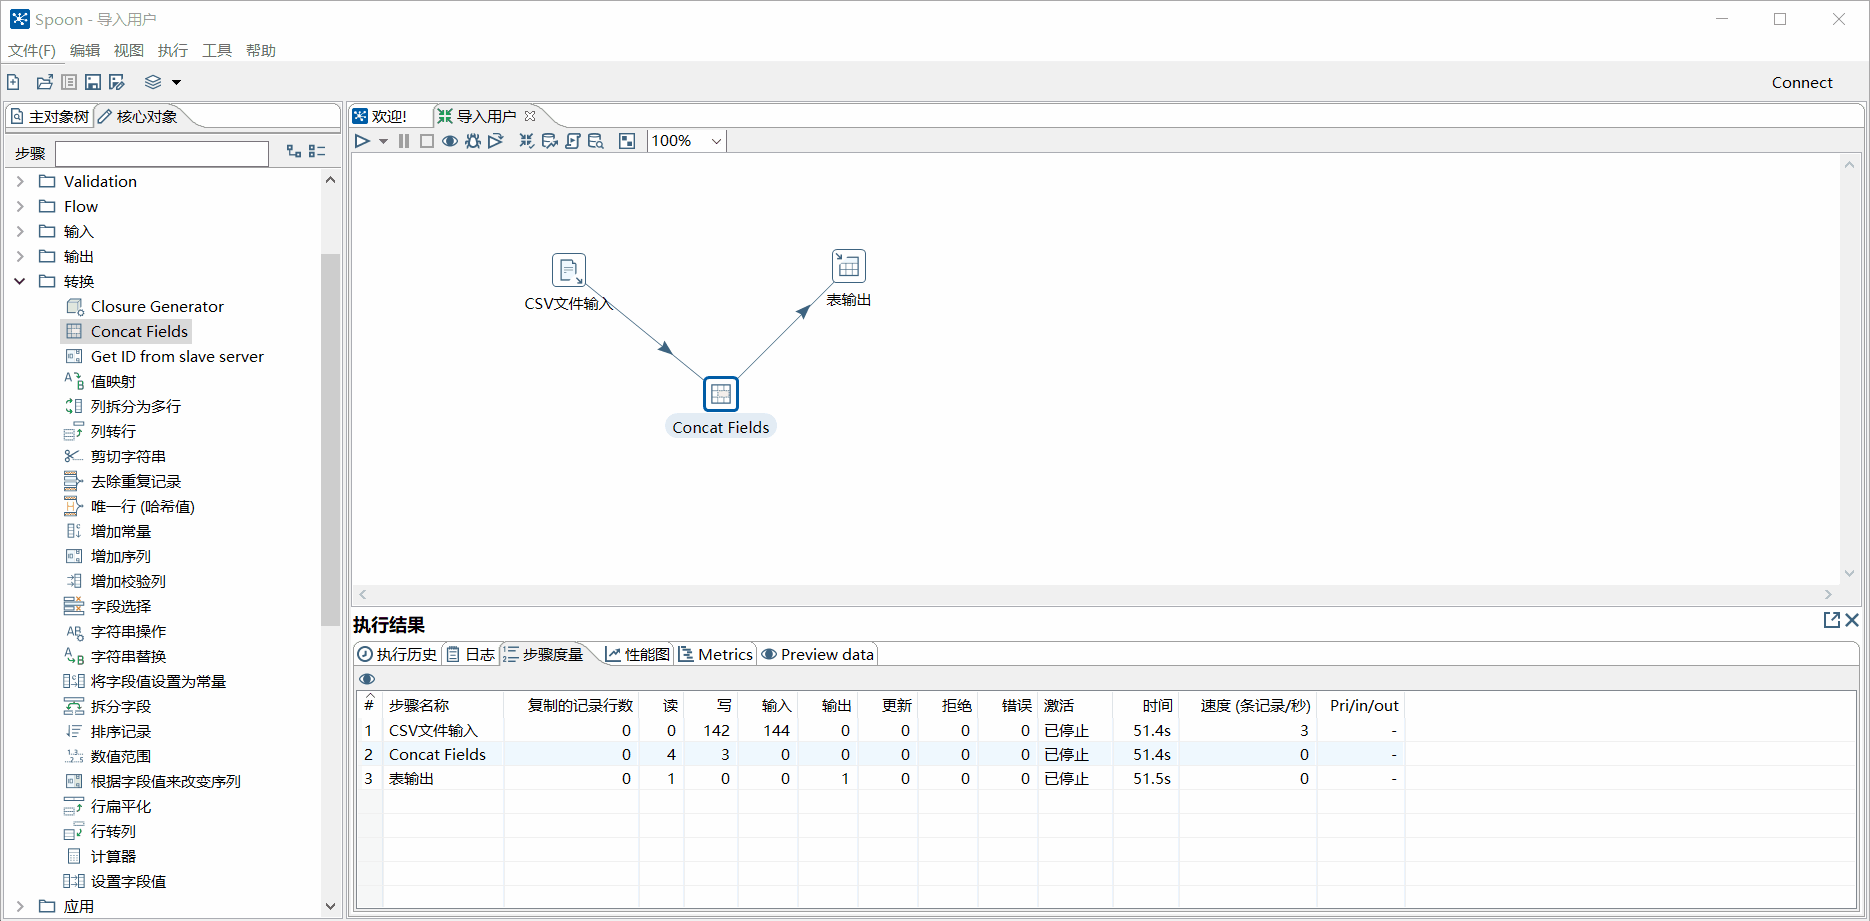 Spoon - 导入用户
文件(F) 编辑 视图 执行 工具 帮助
Connect
主对象树 核心对象
步骤
Validation
Flow
输入
输出
转换
Closure Generator
Concat Fields
Get ID from slave server
值映射
列拆分为多行
列转行
剪切字符串
去除重复记录
唯一行 (哈希值)
增加常量
增加序列
增加校验列
字段选择
字符串操作
字符串替换
将字段值设置为常量
拆分字段
排序记录
数值范围
根据字段值来改变序列
行扁平化
行转列
计算器
设置字段值
应用
欢迎! 导入用户
100%
CSV文件输入
表输出
Concat Fields
执行结果
执行历史 日志 步骤度量 性能图 Metrics Preview data
# 步骤名称 复制的记录行数 读 写 输入 输出 更新 拒绝 错误 激活 时间 速度 (条记录/秒) Pri/in/out
1 CSV文件输入 0 0 142 144 0 0 0 0 已停止 51.4s 3 -
2 Concat Fields 0 4 3 0 0 0 0 0 已停止 51.4s 0 -
3 表输出 0 1 0 0 1 0 0 0 已停止 51.5s 0 -